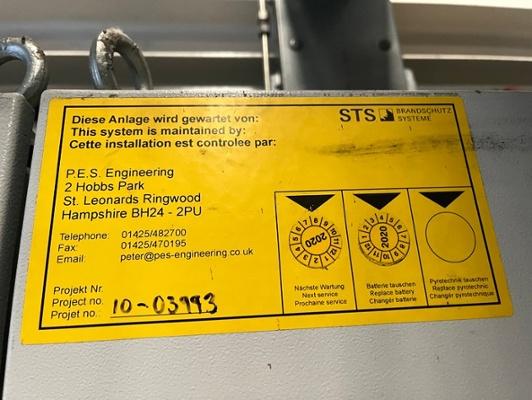 Diese Anlage wird gewartet von:
This system is maintained by:
Cette installation est controlee par:
STS BRANDSCHUTZ
SYSTEME
P.E.S. Engineering
2 Hobbs Park
St. Leonards Ringwood
Hampshire BH24 - 2PU
Telephone: 01425/482700
Fax: 01425/470195
Email: peter@pes-engineering.co.uk
Projekt Nr.
Project no. 10-03993
Projet no.:
2020
Nächste Wartung
Next service
Prochaine service
2020
Batterie tauschen
Replace battery
Changér battérie
Pyrotechnik tauschen
Replace pyrotechnic
Changér pyrotechnique